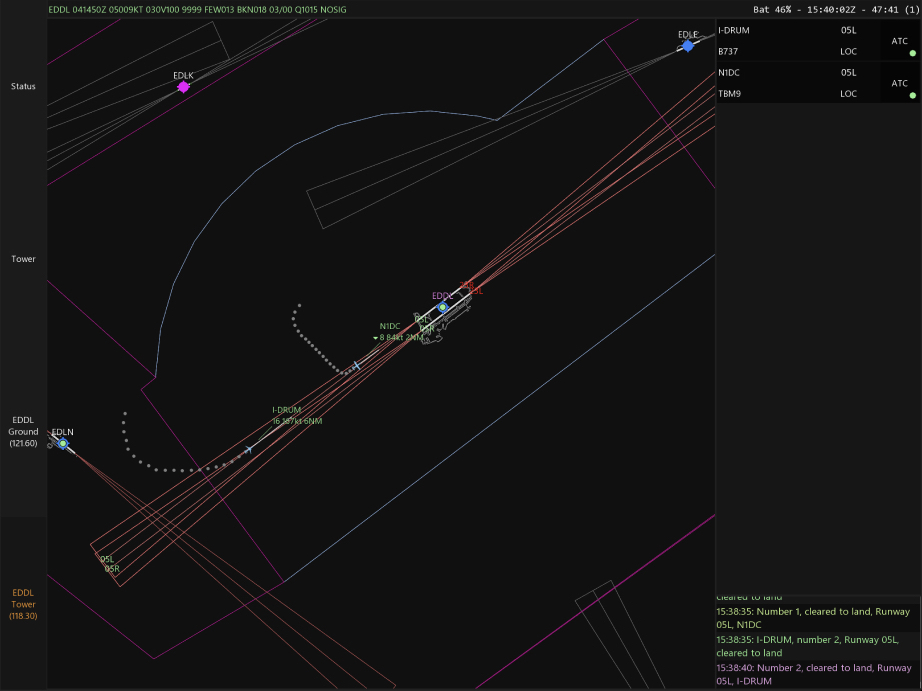 EDDL 041450Z 05009KT 030V100 9999 FEW013 BKN018 03/00 Q1015 NOSIG
Bat 46% - 15:40:02Z - 47:41 (1)
Status
Tower
EDDL
Ground
(121.60)
EDDL
Tower
(118.30)
EDLK
EDLE
EDDL
05L
05R
N1DC
8 84kt 2NM
I-DRUM
16 167kt 6NM
EDLN
05L
05R
I-DRUM 05L
ATC
B737 LOC
N1DC 05L
ATC
TBM9 LOC
cleared to land
15:38:35: Number 1, cleared to land, Runway
05L, N1DC
15:38:35: I-DRUM, number 2, Runway 05L,
cleared to land
15:38:40: Number 2, cleared to land, Runway
05L, I-DRUM